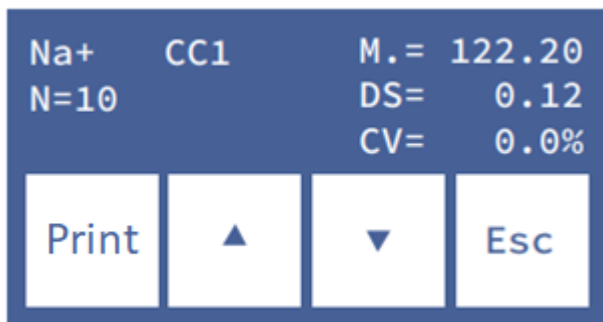 Na+ CC1 M.= 122.20
N=10 DS= 0.12
CV= 0.0%
Print ▲ ▼ Esc